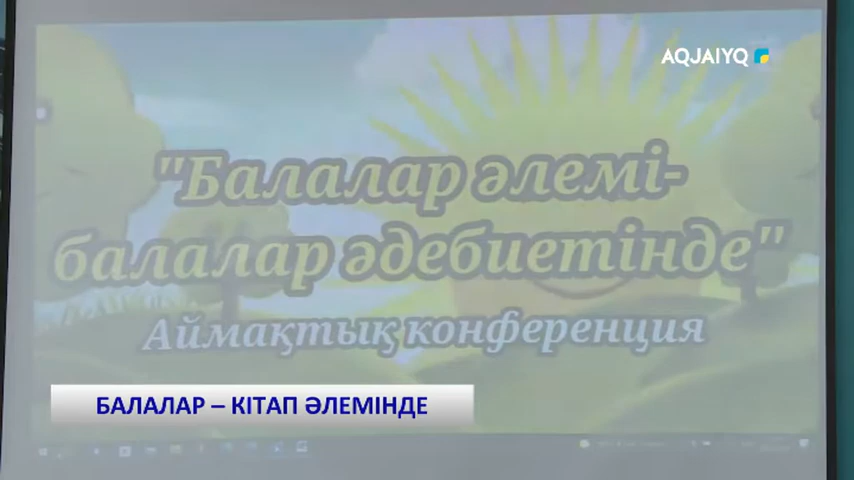 AQJAIYQ
"Балалар әлемі-
балалар әдебиетінде"
Аймақтық конференция
БАЛАЛАР – КІТАП ӘЛЕМІНДЕ